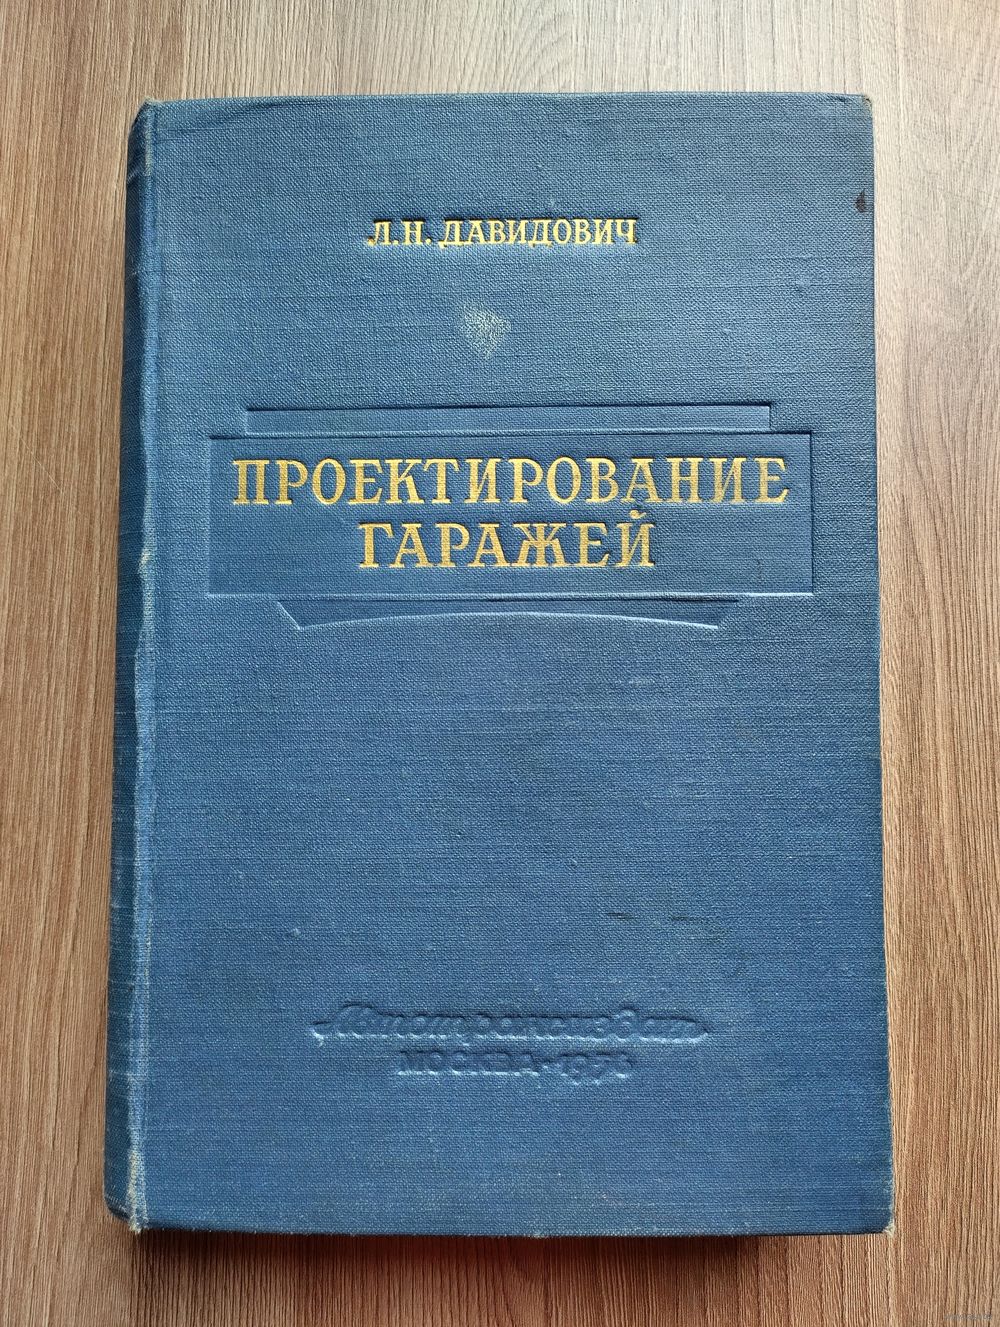 Л.Н. ДАВИДОВИЧ
ПРОЕКТИРОВАНИЕ
ГАРАЖЕЙ
Автотрансиздат
МОСКВА